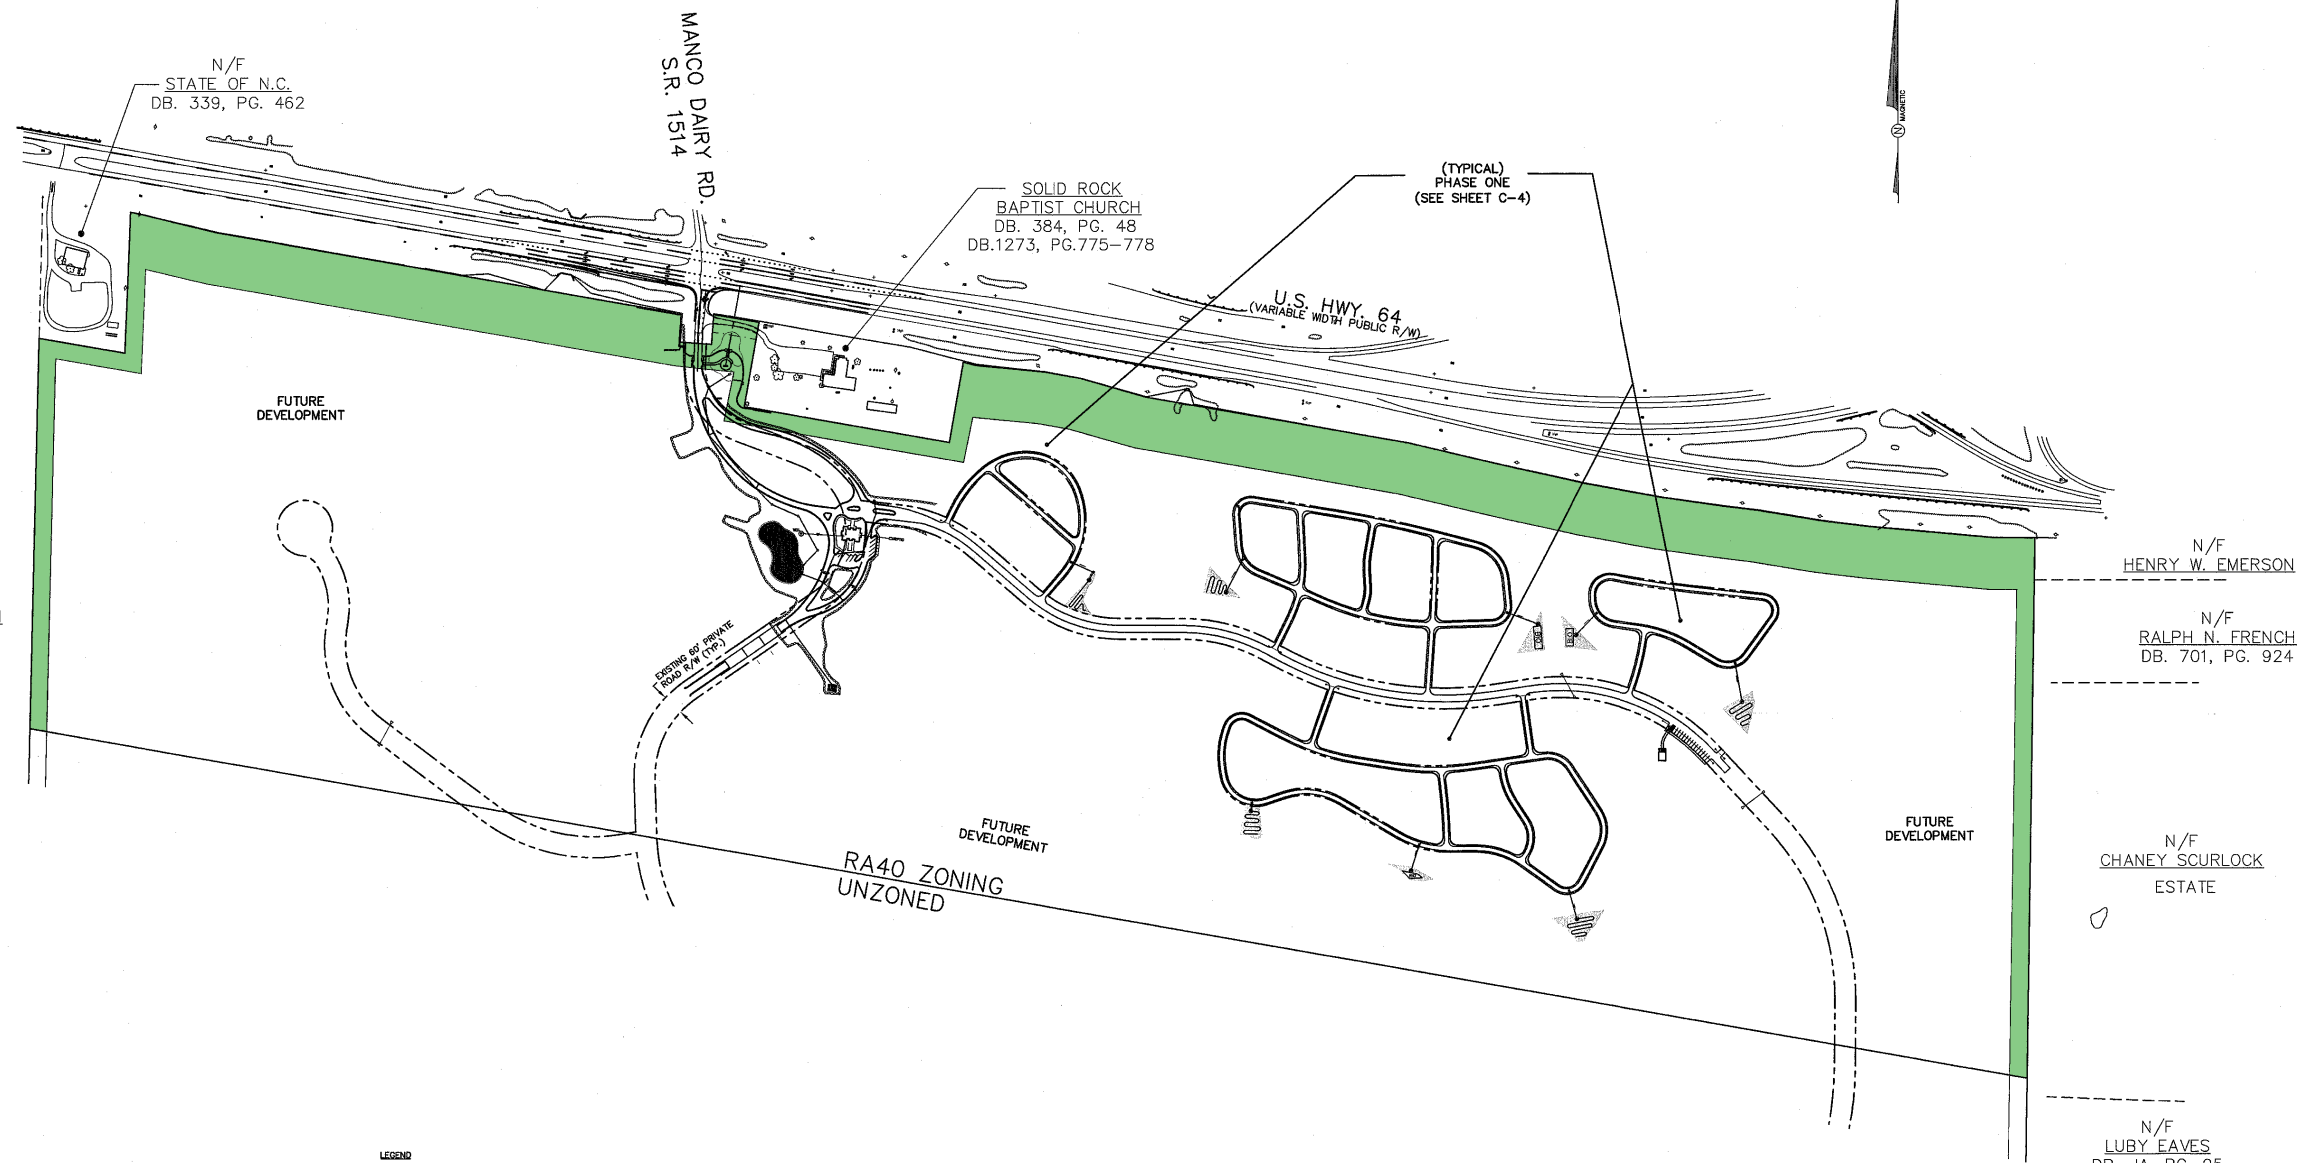 N/F
STATE OF N.C.
DB. 339, PG. 462
MANCO DAIRY RD.
S.R. 1514
SOLID ROCK
BAPTIST CHURCH
DB. 384, PG. 48
DB.1273, PG.775-778
(TYPICAL)
PHASE ONE
(SEE SHEET C-4)
N
MAGNETIC
U.S. HWY. 64
(VARIABLE WIDTH PUBLIC R/W)
FUTURE
DEVELOPMENT
N/F
HENRY W. EMERSON
N/F
RALPH N. FRENCH
DB. 701, PG. 924
EXISTING 60' PRIVATE
ROAD R/W (TYP.)
FUTURE
DEVELOPMENT
FUTURE
DEVELOPMENT
N/F
CHANEY SCURLOCK
ESTATE
RA40 ZONING
UNZONED
N/F
LUBY EAVES
LEGEND